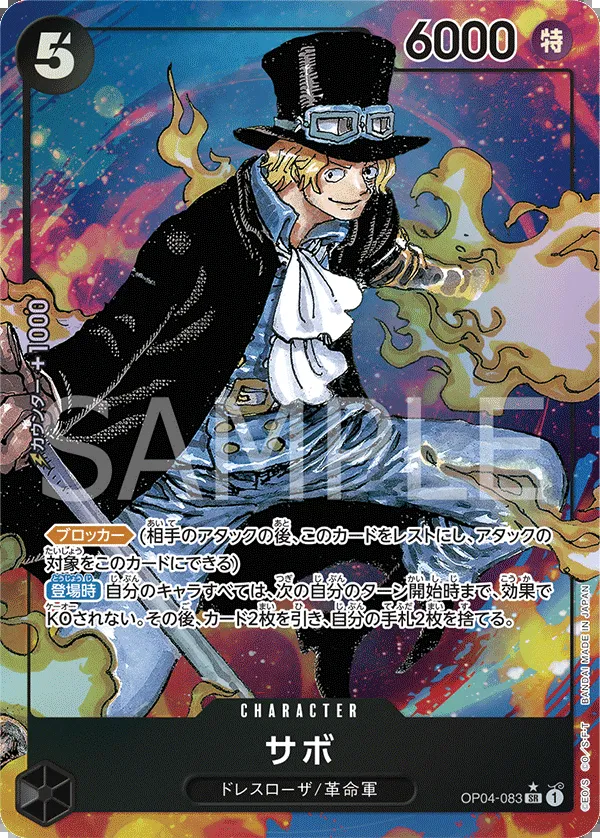 5
6000 特
カウンター+1000
SAMPLE
ブロッカー (相手のアタックの後、このカードをレストにし、アタックの
対象をこのカードにできる)
登場時 自分のキャラすべては、次の自分のターン開始時まで、効果で
KOされない。その後、カード2枚を引き、自分の手札2枚を捨てる。
CHARACTER
サボ
ドレスローザ/革命軍
OP04-083 SR 1
©E.O/S ©O./S・F・T BANDAI MADE IN JAPAN